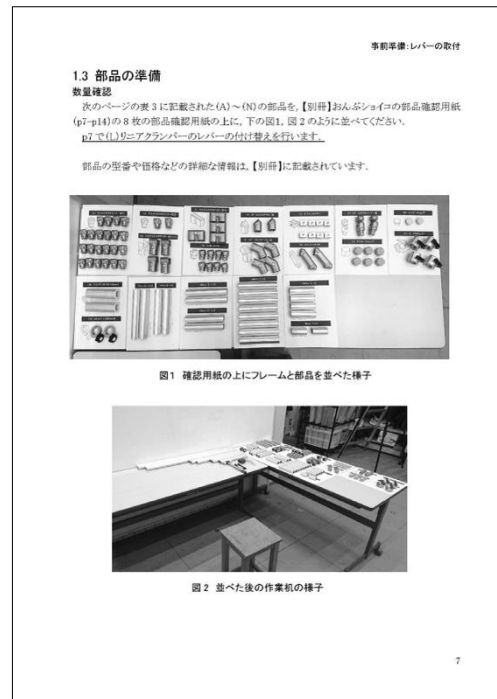 事前準備：レバーの取付
1.3 部品の準備
数量確認
次のページの表 3 に記載された(A)～(N)の部品を，【別冊】おんぶショイコの部品確認用紙
(p7-p14)の 8 枚の部品確認用紙の上に，下の図1，図 2 のように並べてください．
p7 で(L)リニアクランパーのレバーの付け替えを行います．
部品の型番や価格などの詳細な情報は，【別冊】に記載されています．
図1 確認用紙の上にフレームと部品を並べた様子
図 2 並べた後の作業机の様子
7